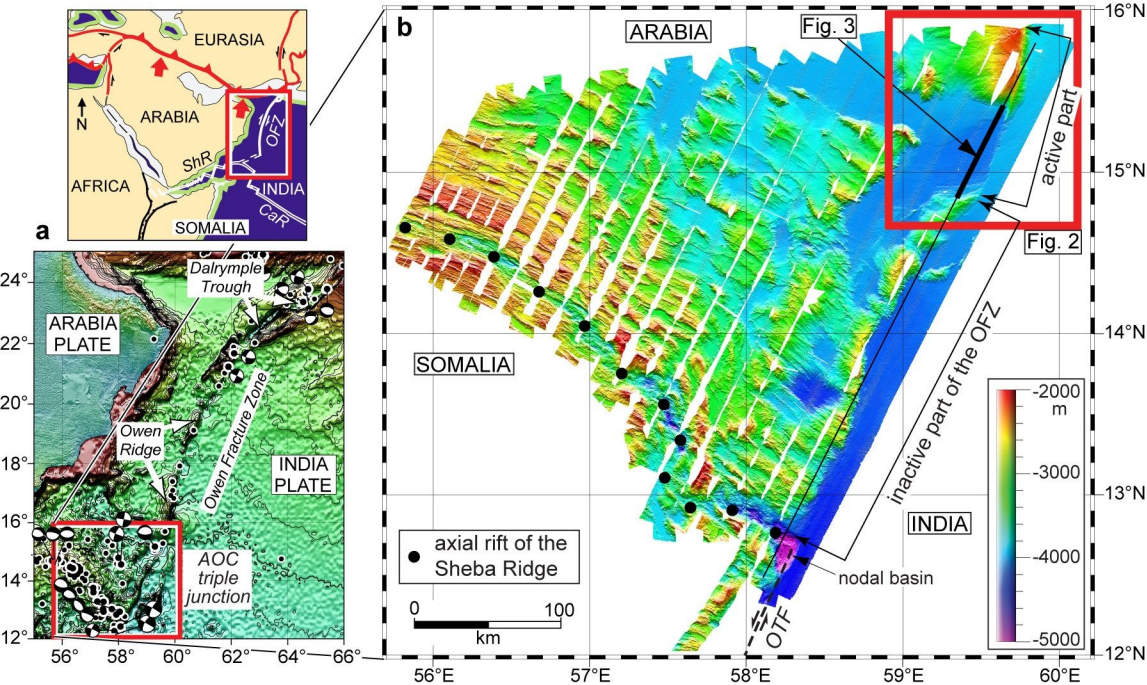 EURASIA
N
ARABIA
OFZ
ShR
AFRICA
INDIA
CaR
SOMALIA
a
24°
22°
20°
18°
16°
14°
12°
56°
58°
60°
62°
64°
66°
Dalrymple
Trough
ARABIA
PLATE
Owen
Ridge
Owen Fracture Zone
INDIA
PLATE
AOC
triple
junction
b
ARABIA
Fig. 3
active part
Fig. 2
SOMALIA
inactive part of the OFZ
INDIA
nodal basin
OTF
axial rift of the
Sheba Ridge
0 100
km
-2000
m
-3000
-4000
-5000
16°N
15°N
14°N
13°N
12°N
56°E
57°E
58°E
59°E
60°E